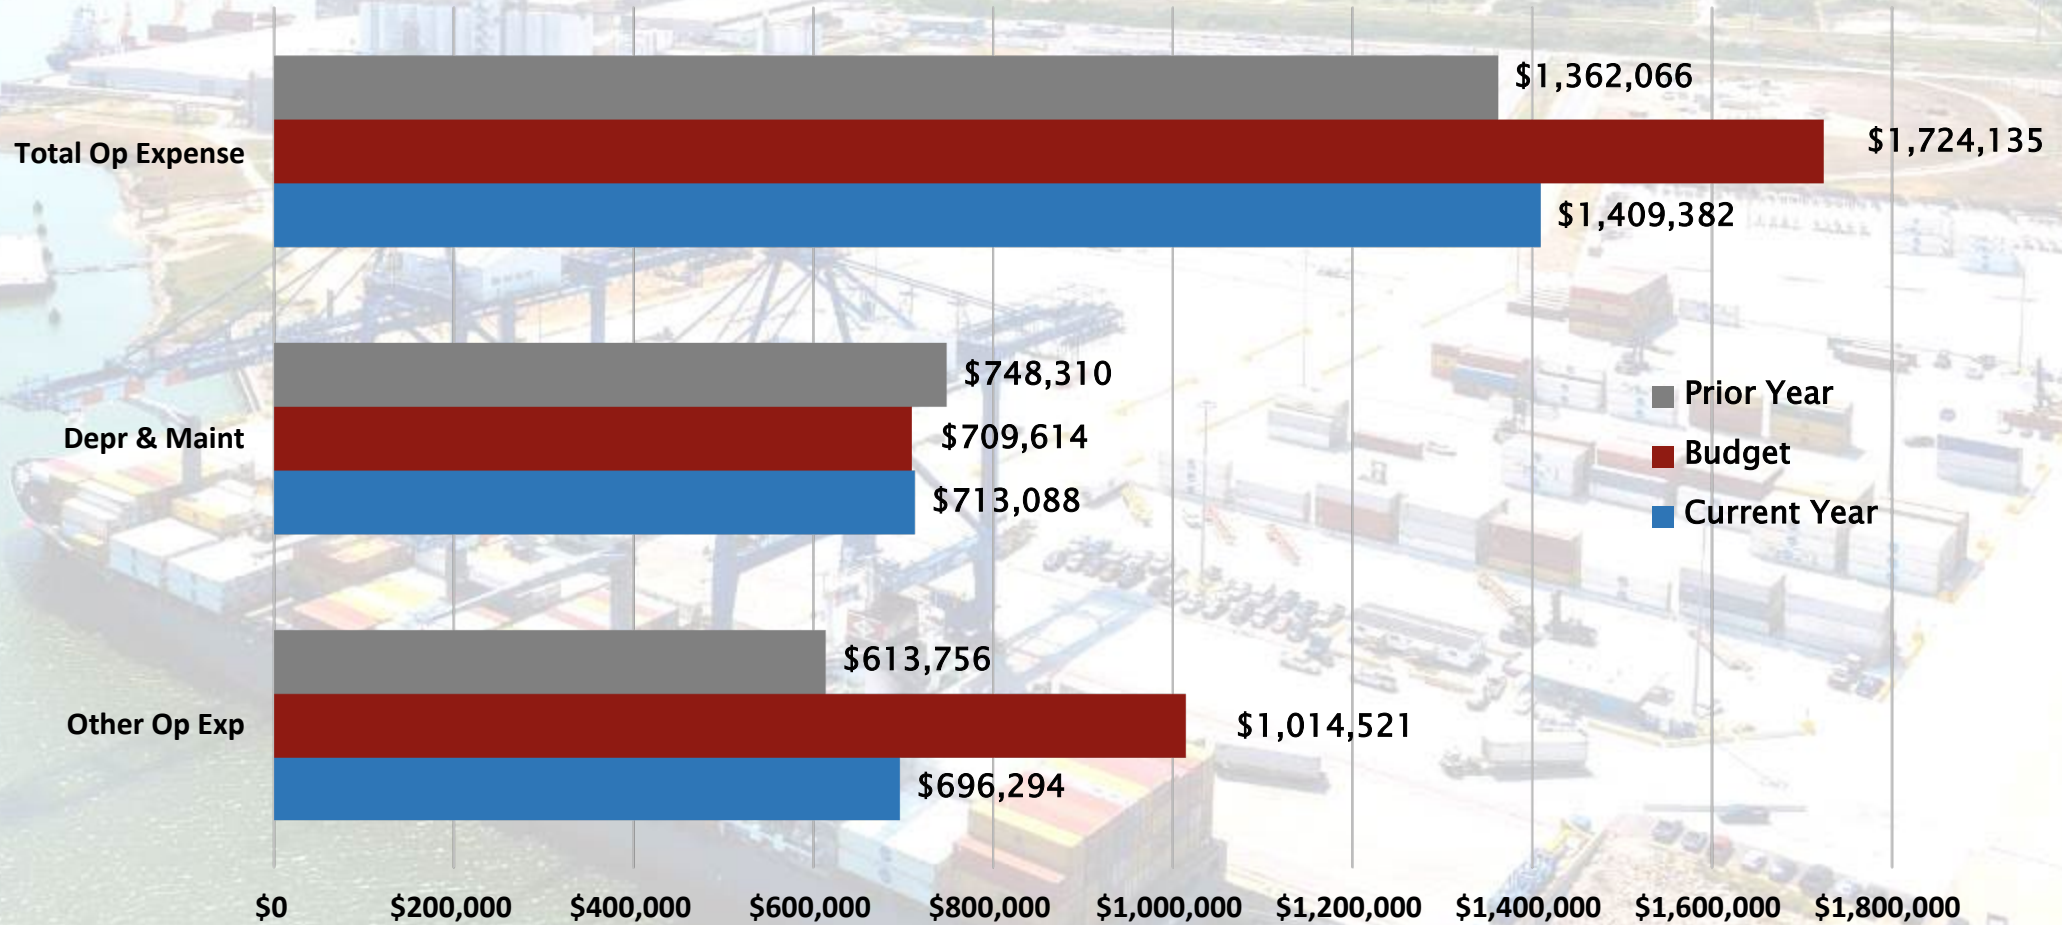 $1,362,066
Total Op Expense
$1,724,135
$1,409,382
$748,310
Depr & Maint
$709,614
$713,088
Prior Year
Budget
Current Year
$613,756
Other Op Exp
$1,014,521
$696,294
$0 $200,000 $400,000 $600,000 $800,000 $1,000,000 $1,200,000 $1,400,000 $1,600,000 $1,800,000